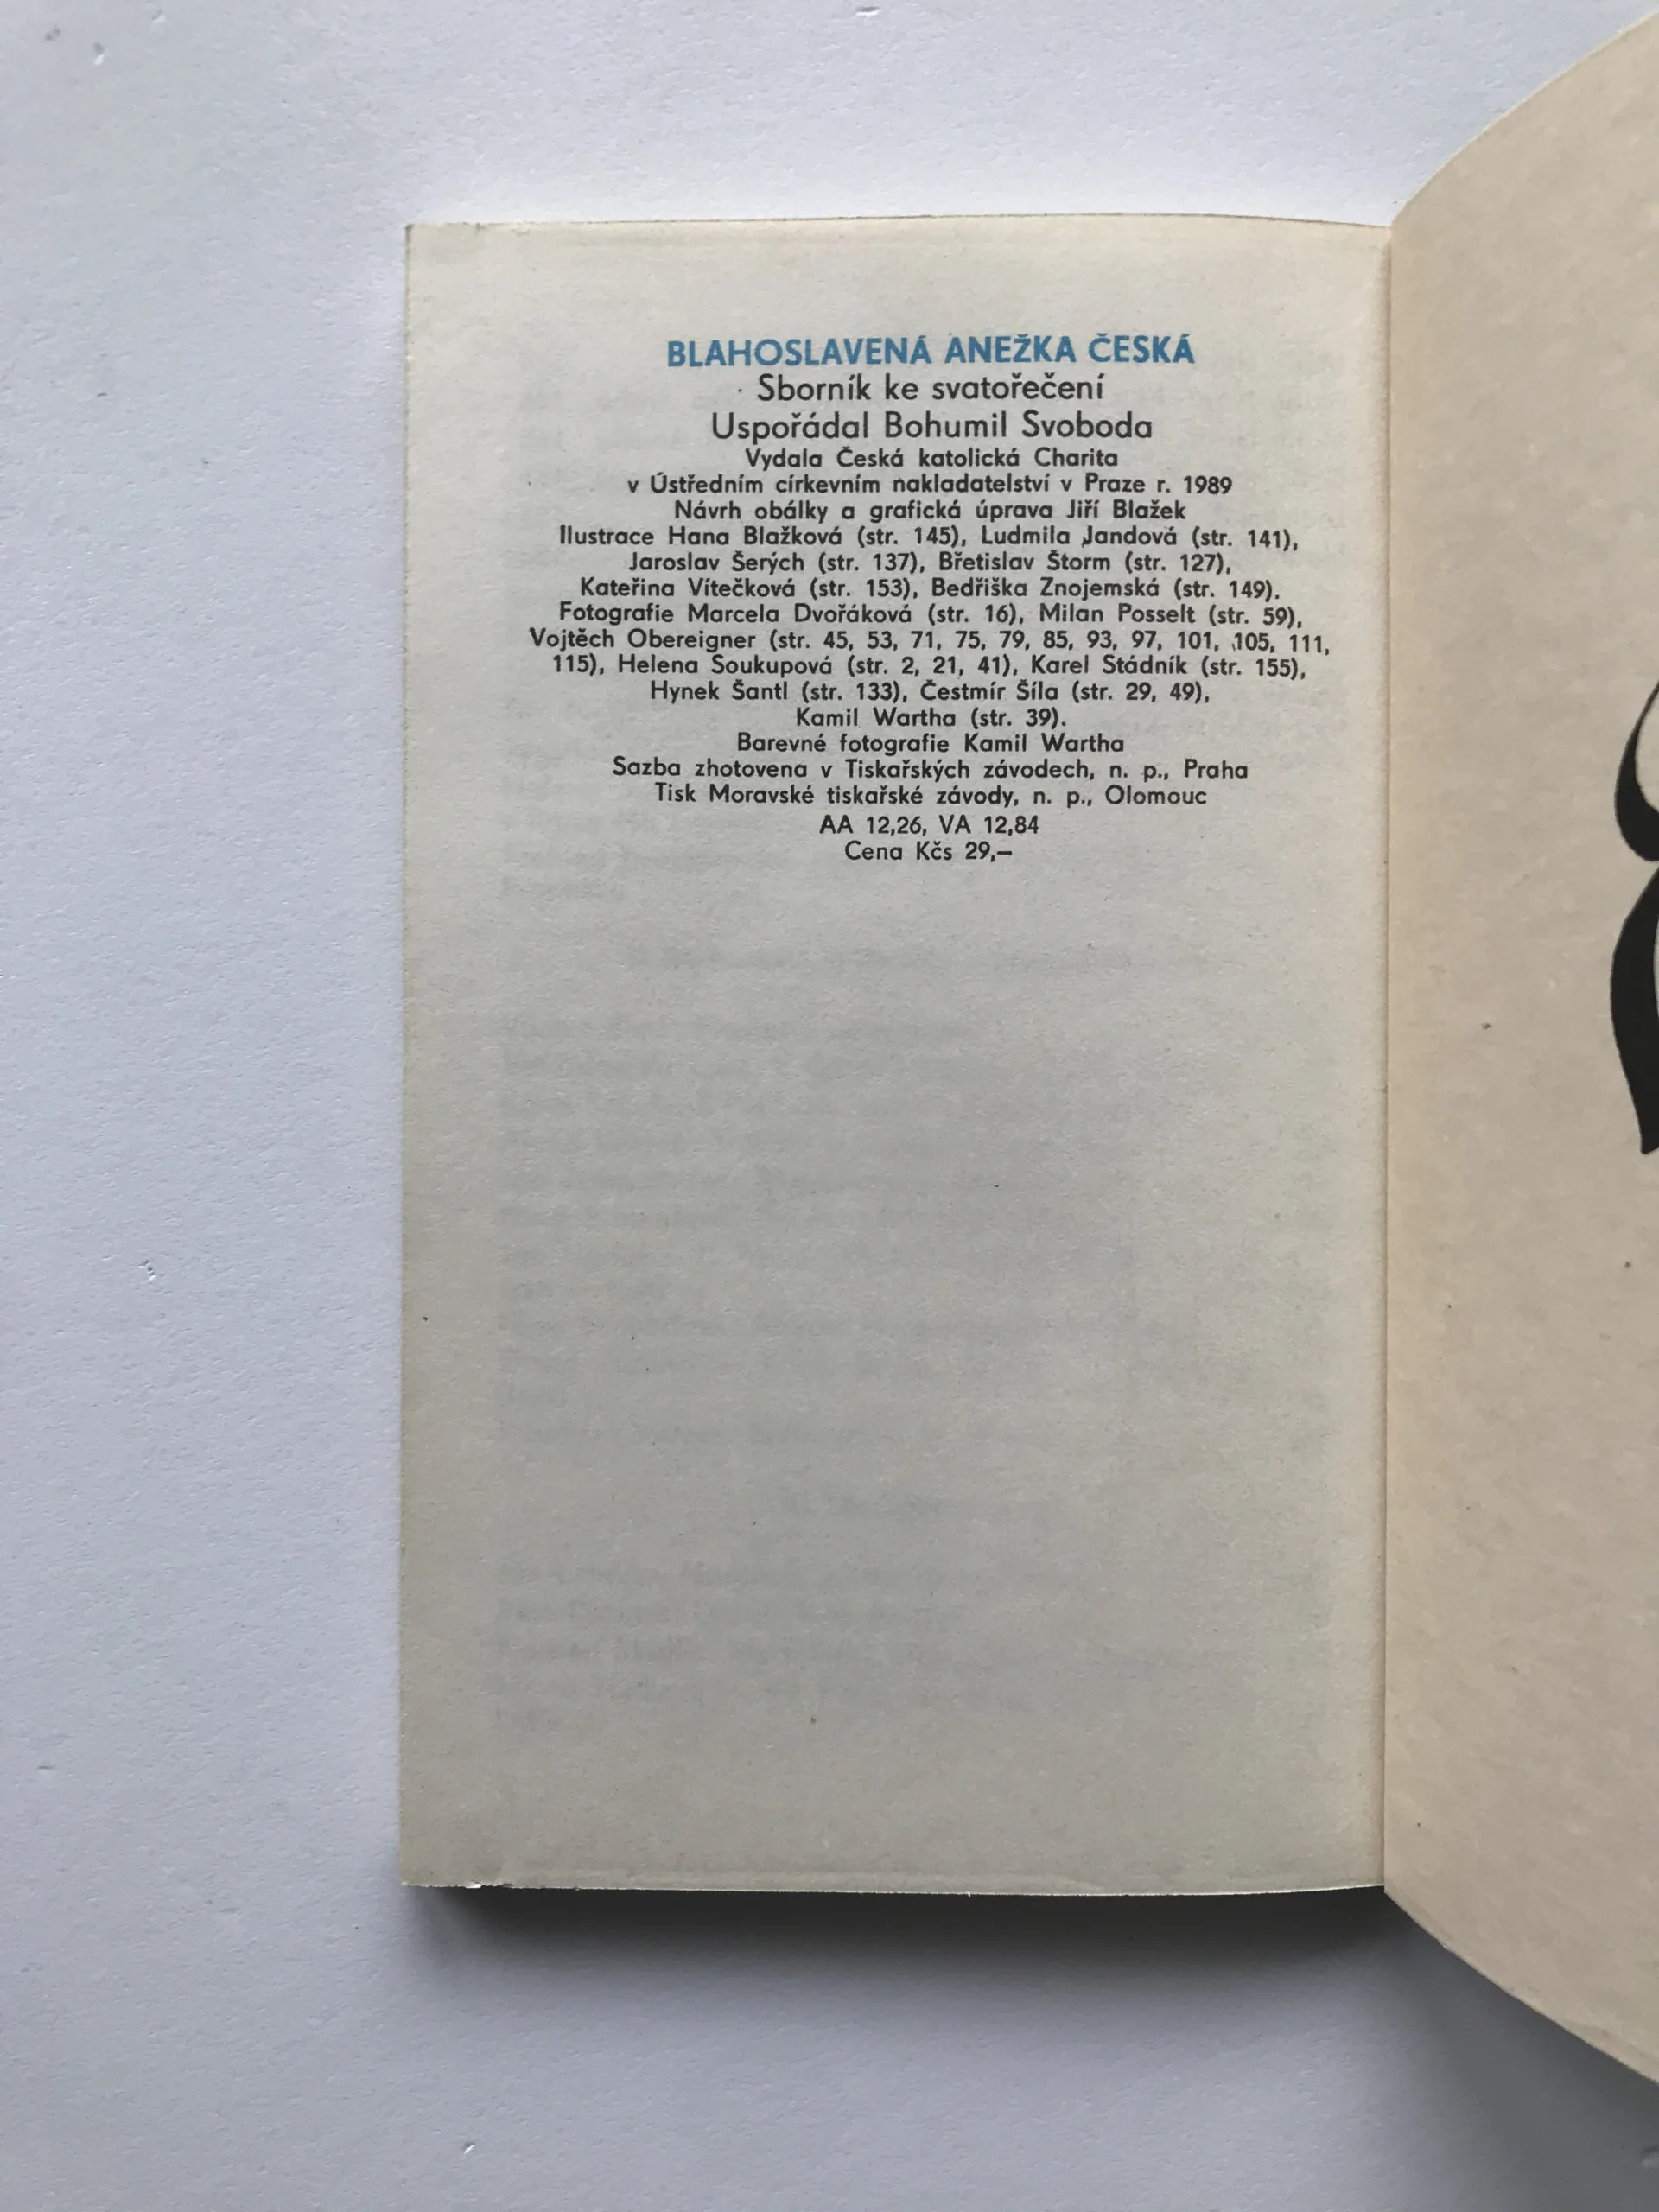 BLAHOSLAVENÁ ANEŽKA ČESKÁ
Sborník ke svatořečení
Uspořádal Bohumil Svoboda
Vydala Česká katolická Charita
v Ústředním církevním nakladatelství v Praze r. 1989
Návrh obálky a grafická úprava Jiří Blažek
Ilustrace Hana Blažková (str. 145), Ludmila Jandová (str. 141),
Jaroslav Šerých (str. 137), Břetislav Štorm (str. 127),
Kateřina Vítečková (str. 153), Bedřiška Znojemská (str. 149).
Fotografie Marcela Dvořáková (str. 16), Milan Posselt (str. 59),
Vojtěch Obereigner (str. 45, 53, 71, 75, 79, 85, 93, 97, 101, 105, 111,
115), Helena Soukupová (str. 2, 21, 41), Karel Stádník (str. 155),
Hynek Šantl (str. 133), Čestmír Šíla (str. 29, 49),
Kamil Wartha (str. 39).
Barevné fotografie Kamil Wartha
Sazba zhotovena v Tiskařských závodech, n. p., Praha
Tisk Moravské tiskařské závody, n. p., Olomouc
AA 12,26, VA 12,84
Cena Kčs 29,–